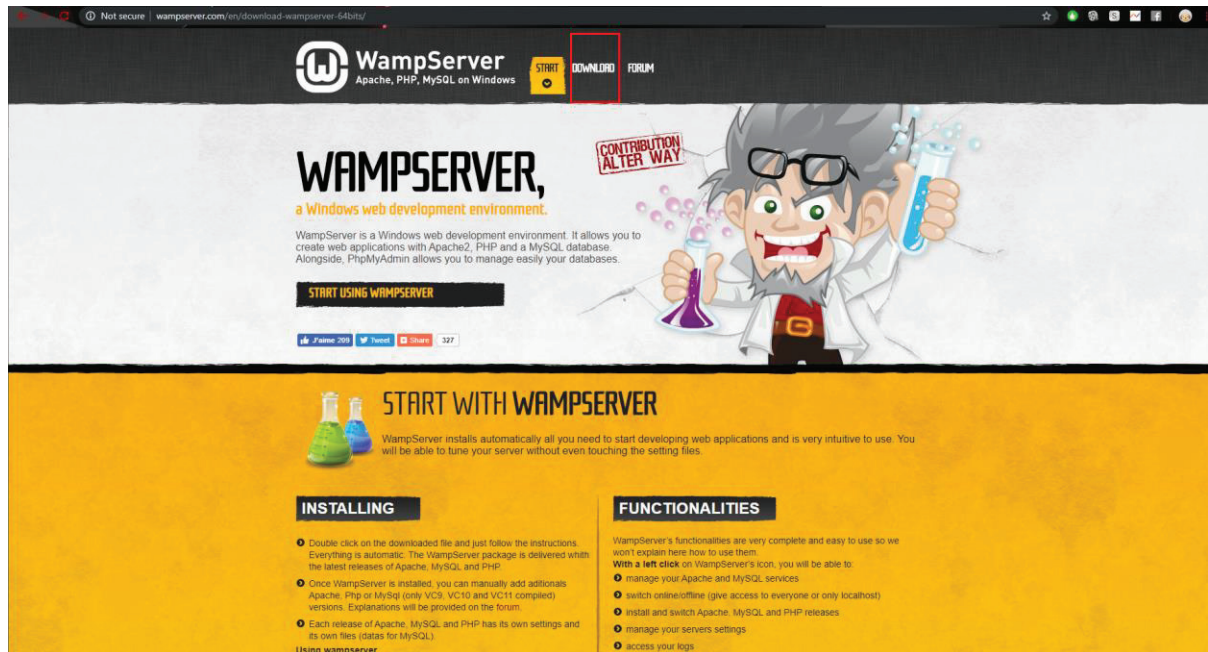 Not secure | wampserver.com/en/download-wampserver-64bits/
WampServer
Apache, PHP, MySQL on Windows
START
DOWNLOAD
FORUM
CONTRIBUTION
ALTER WAY
WAMPSERVER,
a Windows web development environment.
WampServer is a Windows web development environment. It allows you to
create web applications with Apache2, PHP and a MySQL database.
Alongside, PhpMyAdmin allows you to manage easily your databases.
START USING WAMPSERVER
J'aime 209
Tweet
Share
327
START WITH WAMPSERVER
WampServer installs automatically all you need to start developing web applications and is very intuitive to use. You
will be able to tune your server without even touching the setting files.
INSTALLING
Double click on the downloaded file and just follow the instructions.
Everything is automatic. The WampServer package is delivered whith
the latest releases of Apache, MySQL and PHP.
Once WampServer is installed, you can manually add aditionals
Apache, Php or MySql (only VC9, VC10 and VC11 compiled)
versions. Explanations will be provided on the forum.
Each release of Apache, MySQL and PHP has its own settings and
its own files (datas for MySQL).
Using wampserver
FUNCTIONALITIES
WampServer's functionalities are very complete and easy to use so we
won't explain here how to use them.
With a left click on WampServer's icon, you will be able to:
manage your Apache and MySQL services
switch online/offline (give access to everyone or only localhost)
install and switch Apache, MySQL and PHP releases
manage your servers settings
access your logs